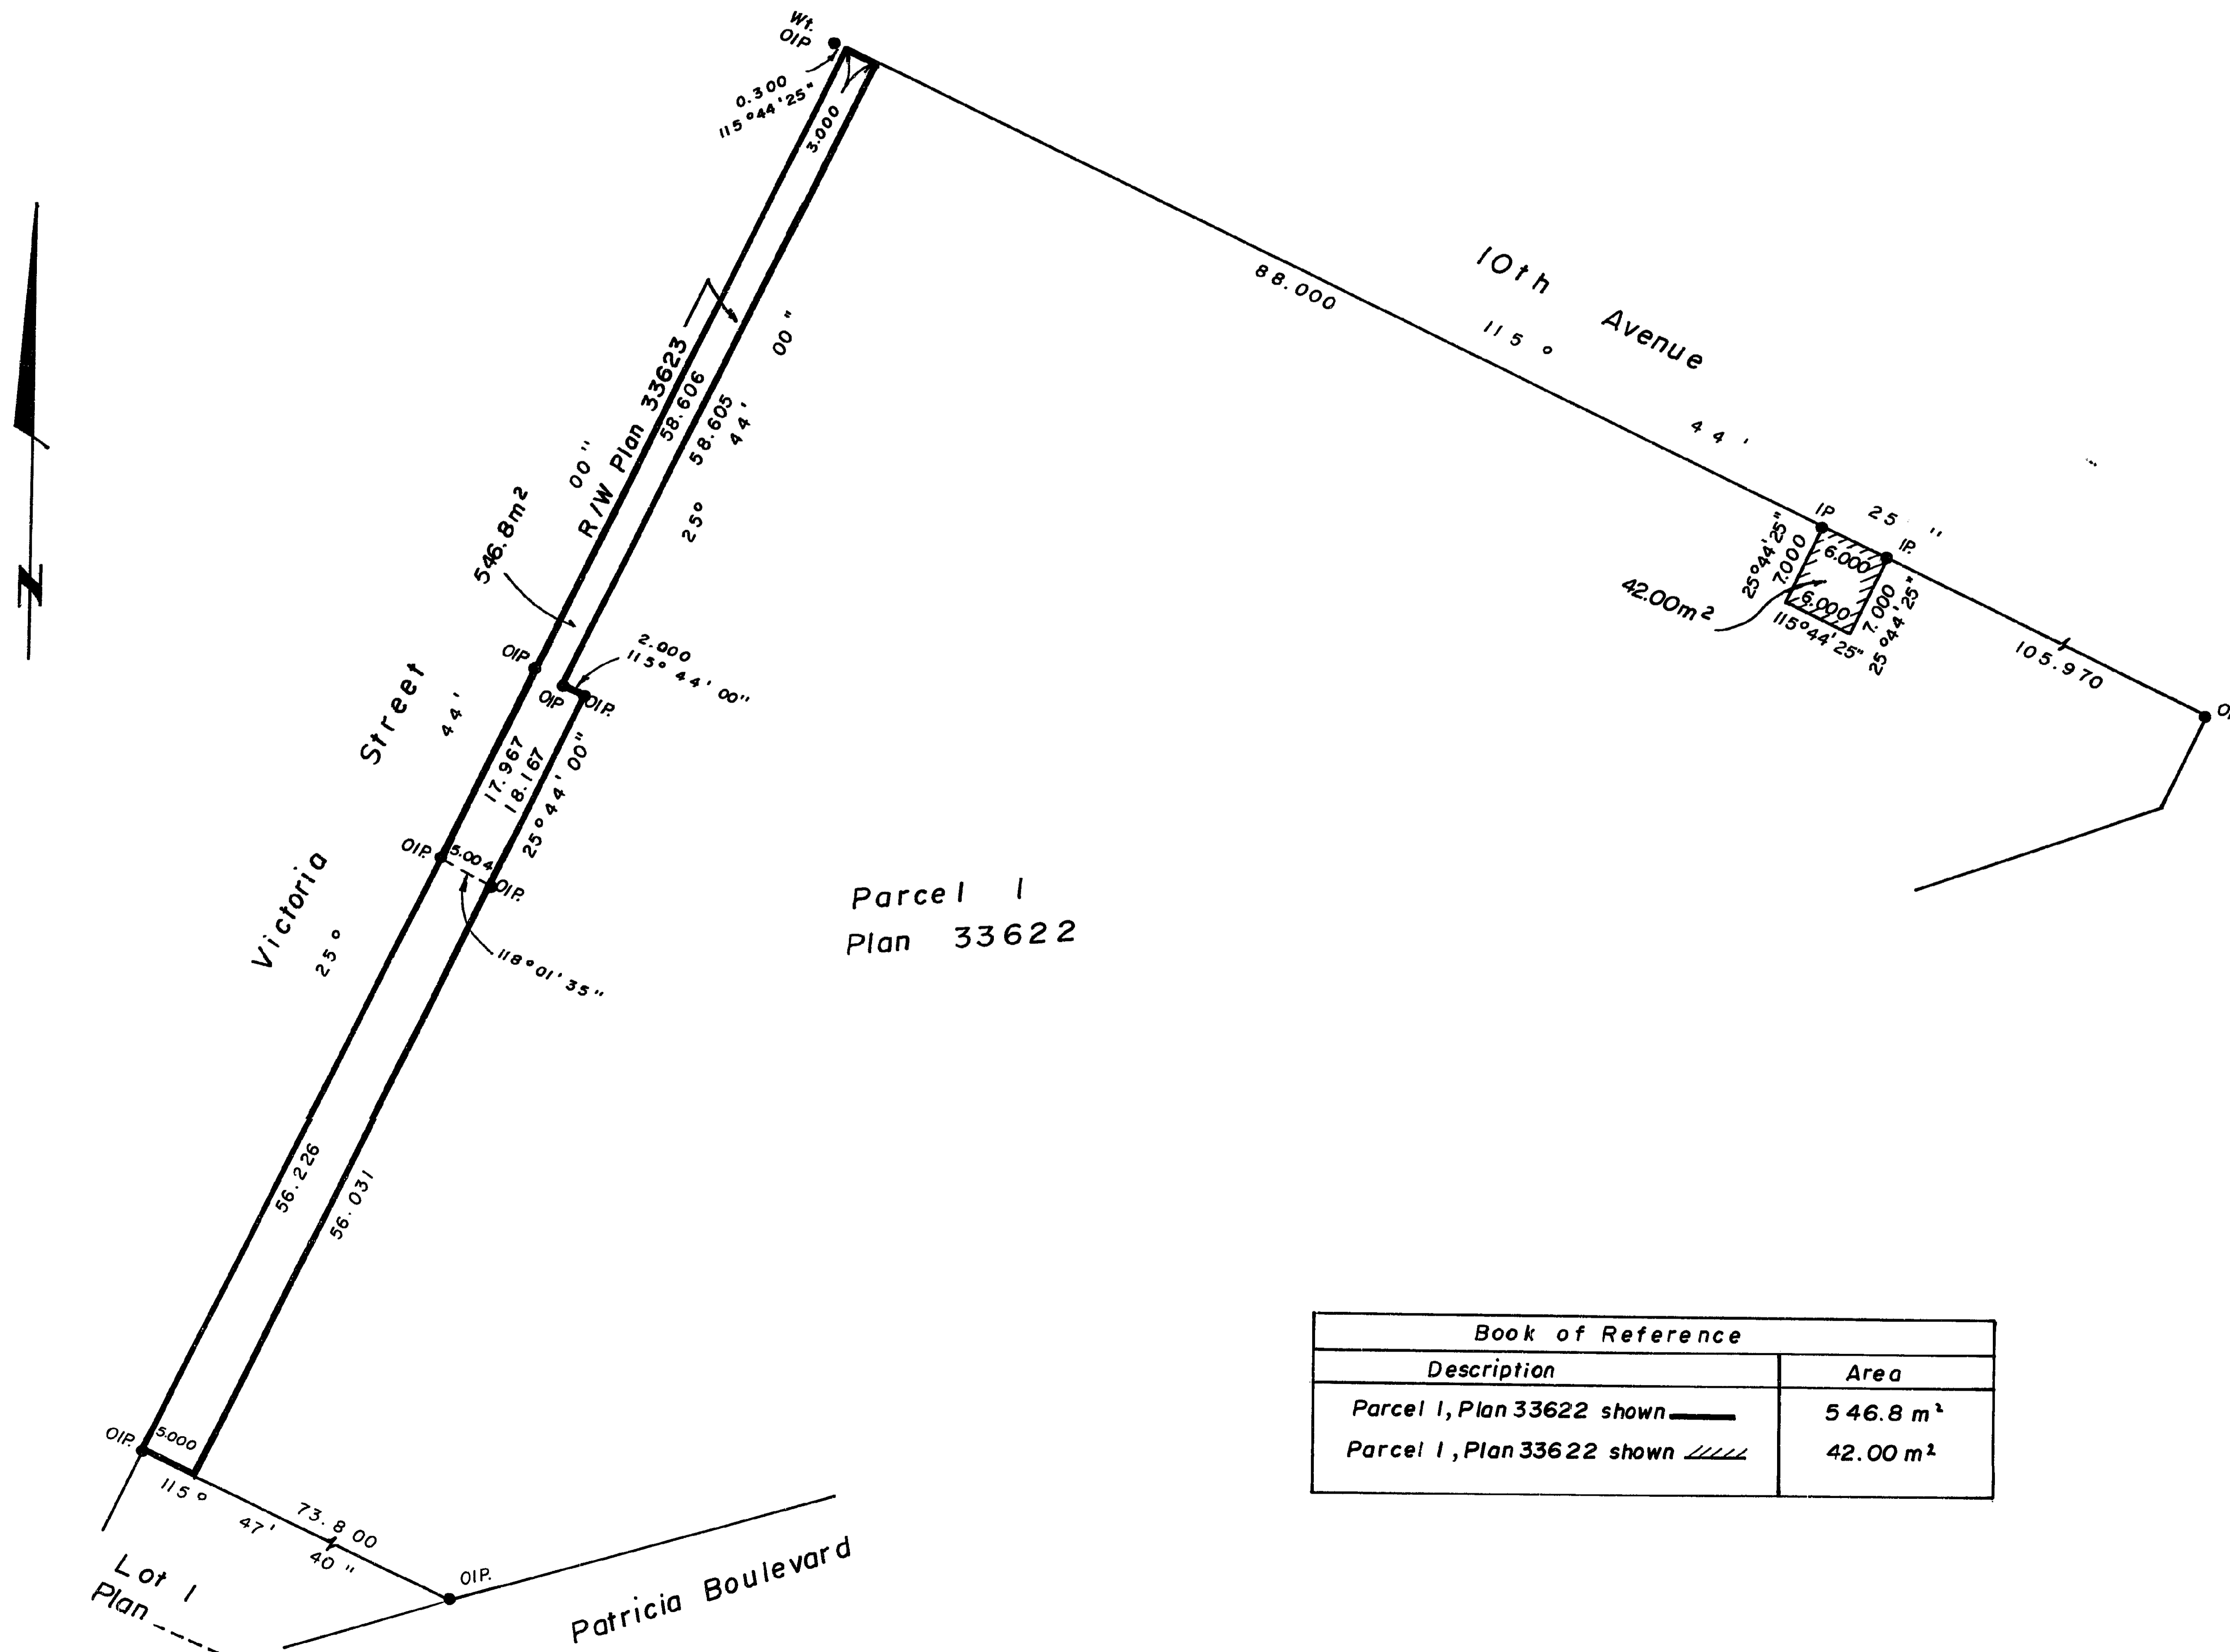 Wt.
OIP
0.300
115°44'25"
3.000
10th Avenue
88.000
115° 44' 25"
R/W Plan 33623
58.606
58.605
25° 44' 00"
546.8m²
IP
IP.
6.000
25°44'25"
7.000
42.00m²
6.000
7.000
25°44'25"
115°44'25"
105.970
OIP
2.000
115°44'00"
OIP
OIP.
Victoria Street
25° 44' 00"
17.967
18.167
25°44'00"
OIP.
5.004
OIP.
118°01'35"
Parcel 1
Plan 33622
56.226
56.031
N
Book of Reference
Description Area
Parcel 1, Plan 33622 shown 546.8 m²
Parcel 1, Plan 33622 shown 42.00 m²
OIP.
5.000
115° 47' 40"
73.800
OIP.
Lot 1
Plan
Patricia Boulevard